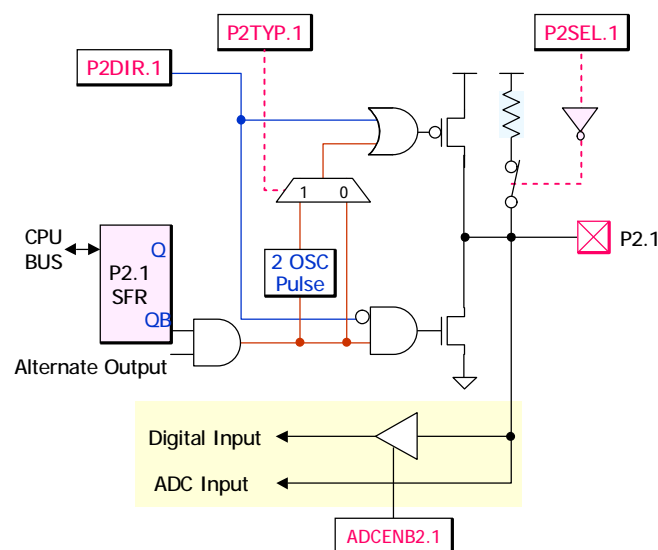 P2TYP.1
P2SEL.1
P2DIR.1
1 0
CPU
BUS
Q
P2.1
SFR
QB
2 OSC
Pulse
P2.1
Alternate Output
Digital Input
ADC Input
ADCENB2.1